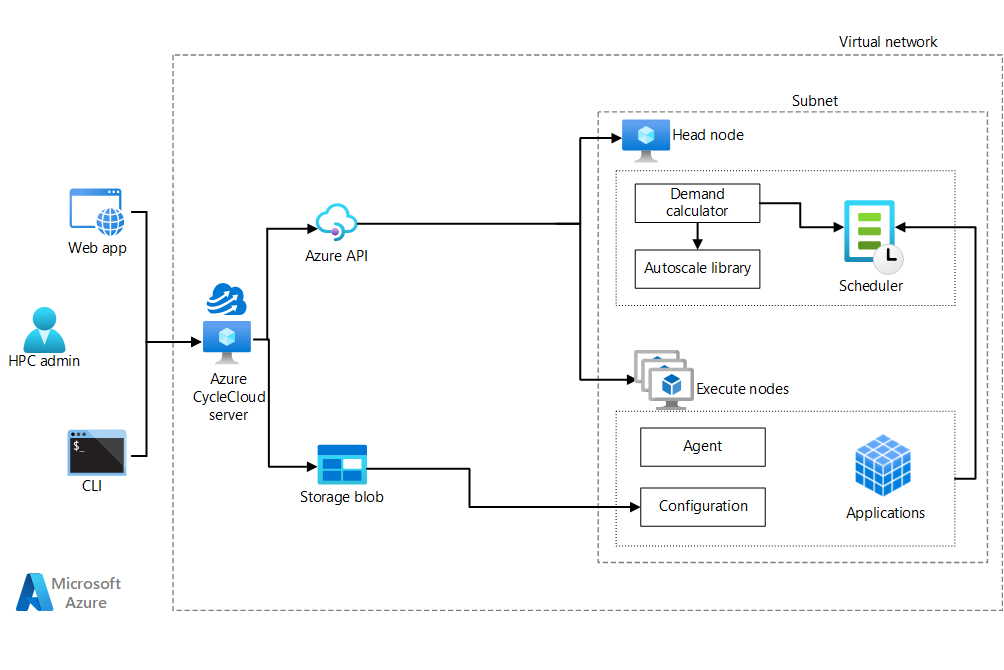 Virtual network
Subnet
Head node
Demand
calculator
Autoscale library
Scheduler
Web app
Azure API
HPC admin
Azure
CycleCloud
server
Execute nodes
Agent
Configuration
Applications
$_
CLI
Storage blob
Microsoft
Azure